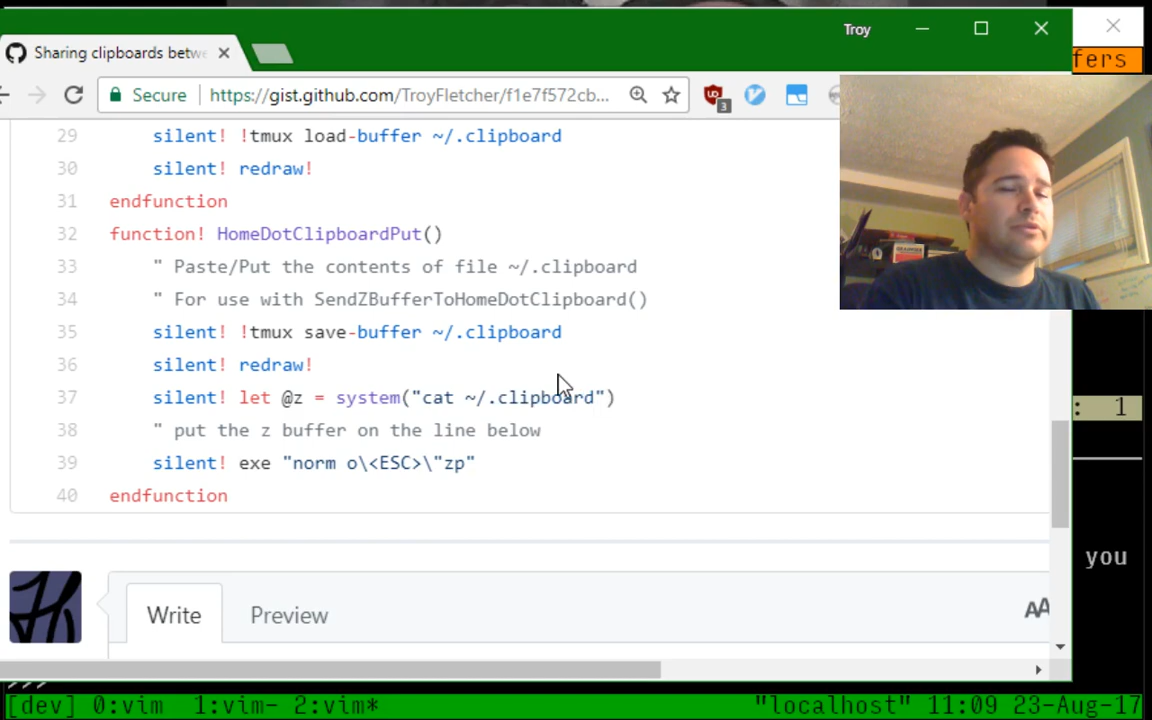 Troy
Sharing clipboards betwe
fers
Secure https://gist.github.com/TroyFletcher/f1e7f572cb...
3
29 silent! !tmux load-buffer ~/.clipboard
30 silent! redraw!
31 endfunction
32 function! HomeDotClipboardPut()
33 " Paste/Put the contents of file ~/.clipboard
34 " For use with SendZBufferToHomeDotClipboard()
35 silent! !tmux save-buffer ~/.clipboard
36 silent! redraw!
37 silent! let @z = system("cat ~/.clipboard")
: 1
38 " put the z buffer on the line below
39 silent! exe "norm o\<ESC>\"zp"
40 endfunction
you
Write Preview
AA
[dev] 0:vim 1:vim- 2:vim* "localhost" 11:09 23-Aug-17